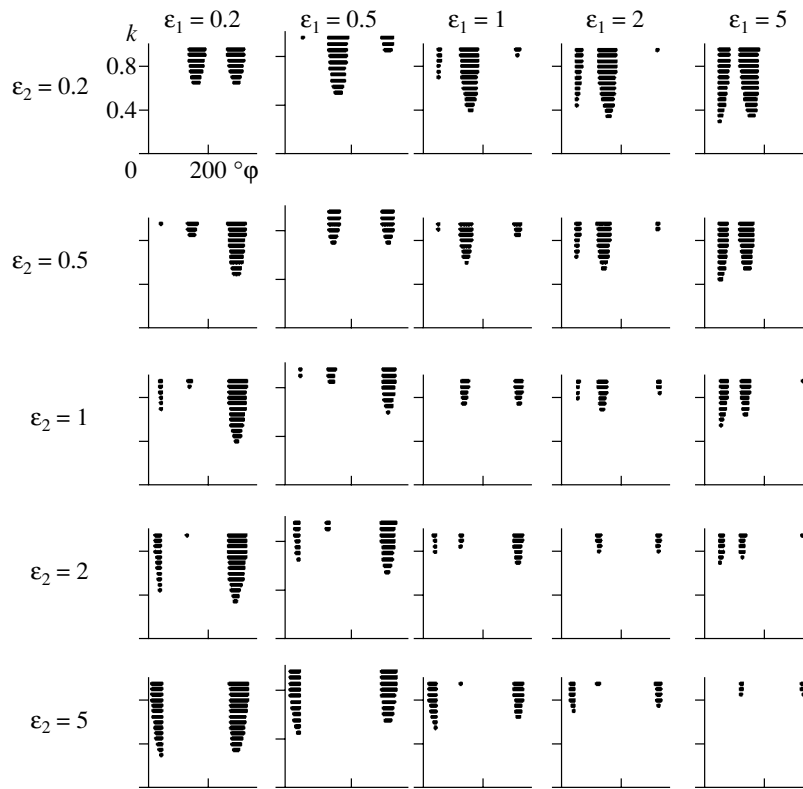 ε₁ = 0.2 ε₁ = 0.5 ε₁ = 1 ε₁ = 2 ε₁ = 5
k
0.8
ε₂ = 0.2
0.4
0 200 °φ
ε₂ = 0.5
ε₂ = 1
ε₂ = 2
ε₂ = 5